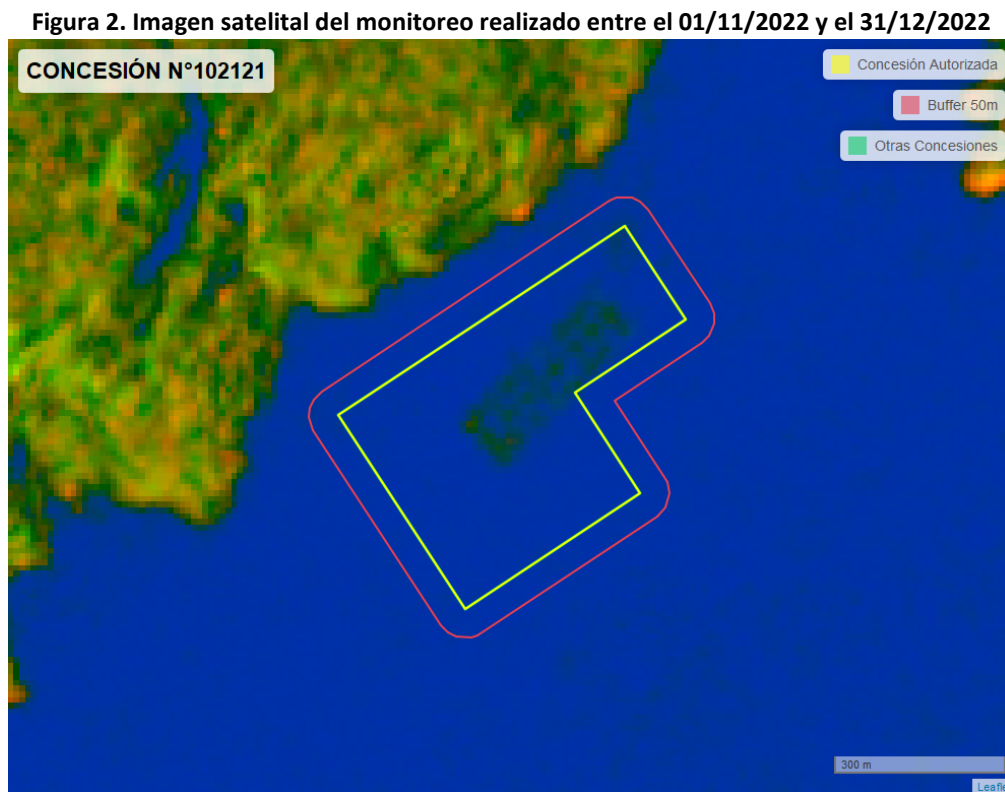 Figura 2. Imagen satelital del monitoreo realizado entre el 01/11/2022 y el 31/12/2022
CONCESIÓN N°102121
Concesión Autorizada
Buffer 50m
Otras Concesiones
300 m
Leafle